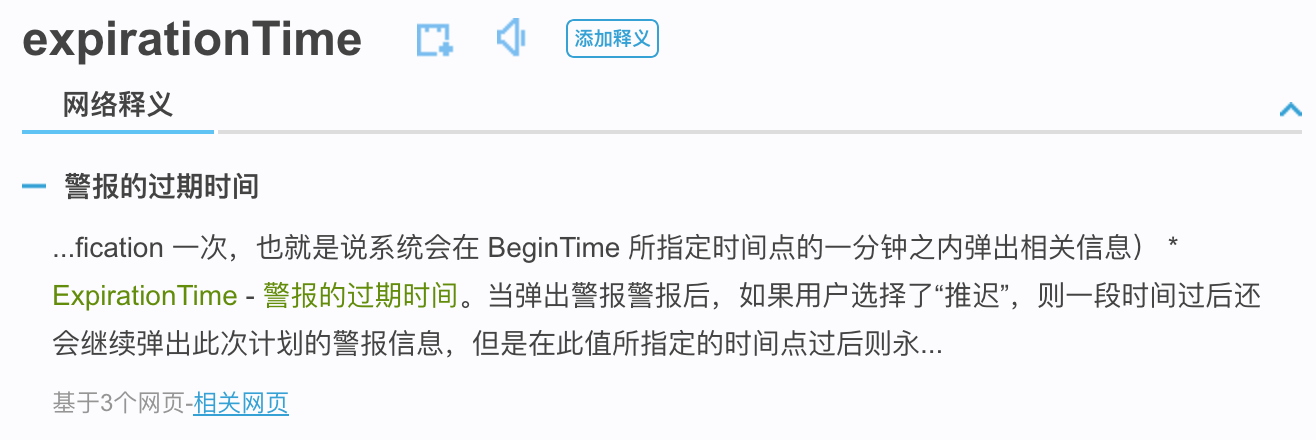 expirationTime 添加释义
网络释义
警报的过期时间
...fication 一次，也就是说系统会在 BeginTime 所指定时间点的一分钟之内弹出相关信息） *
ExpirationTime - 警报的过期时间。当弹出警报警报后，如果用户选择了“推迟”，则一段时间过后还
会继续弹出此次计划的警报信息，但是在此值所指定的时间点过后则永...
基于3个网页-相关网页